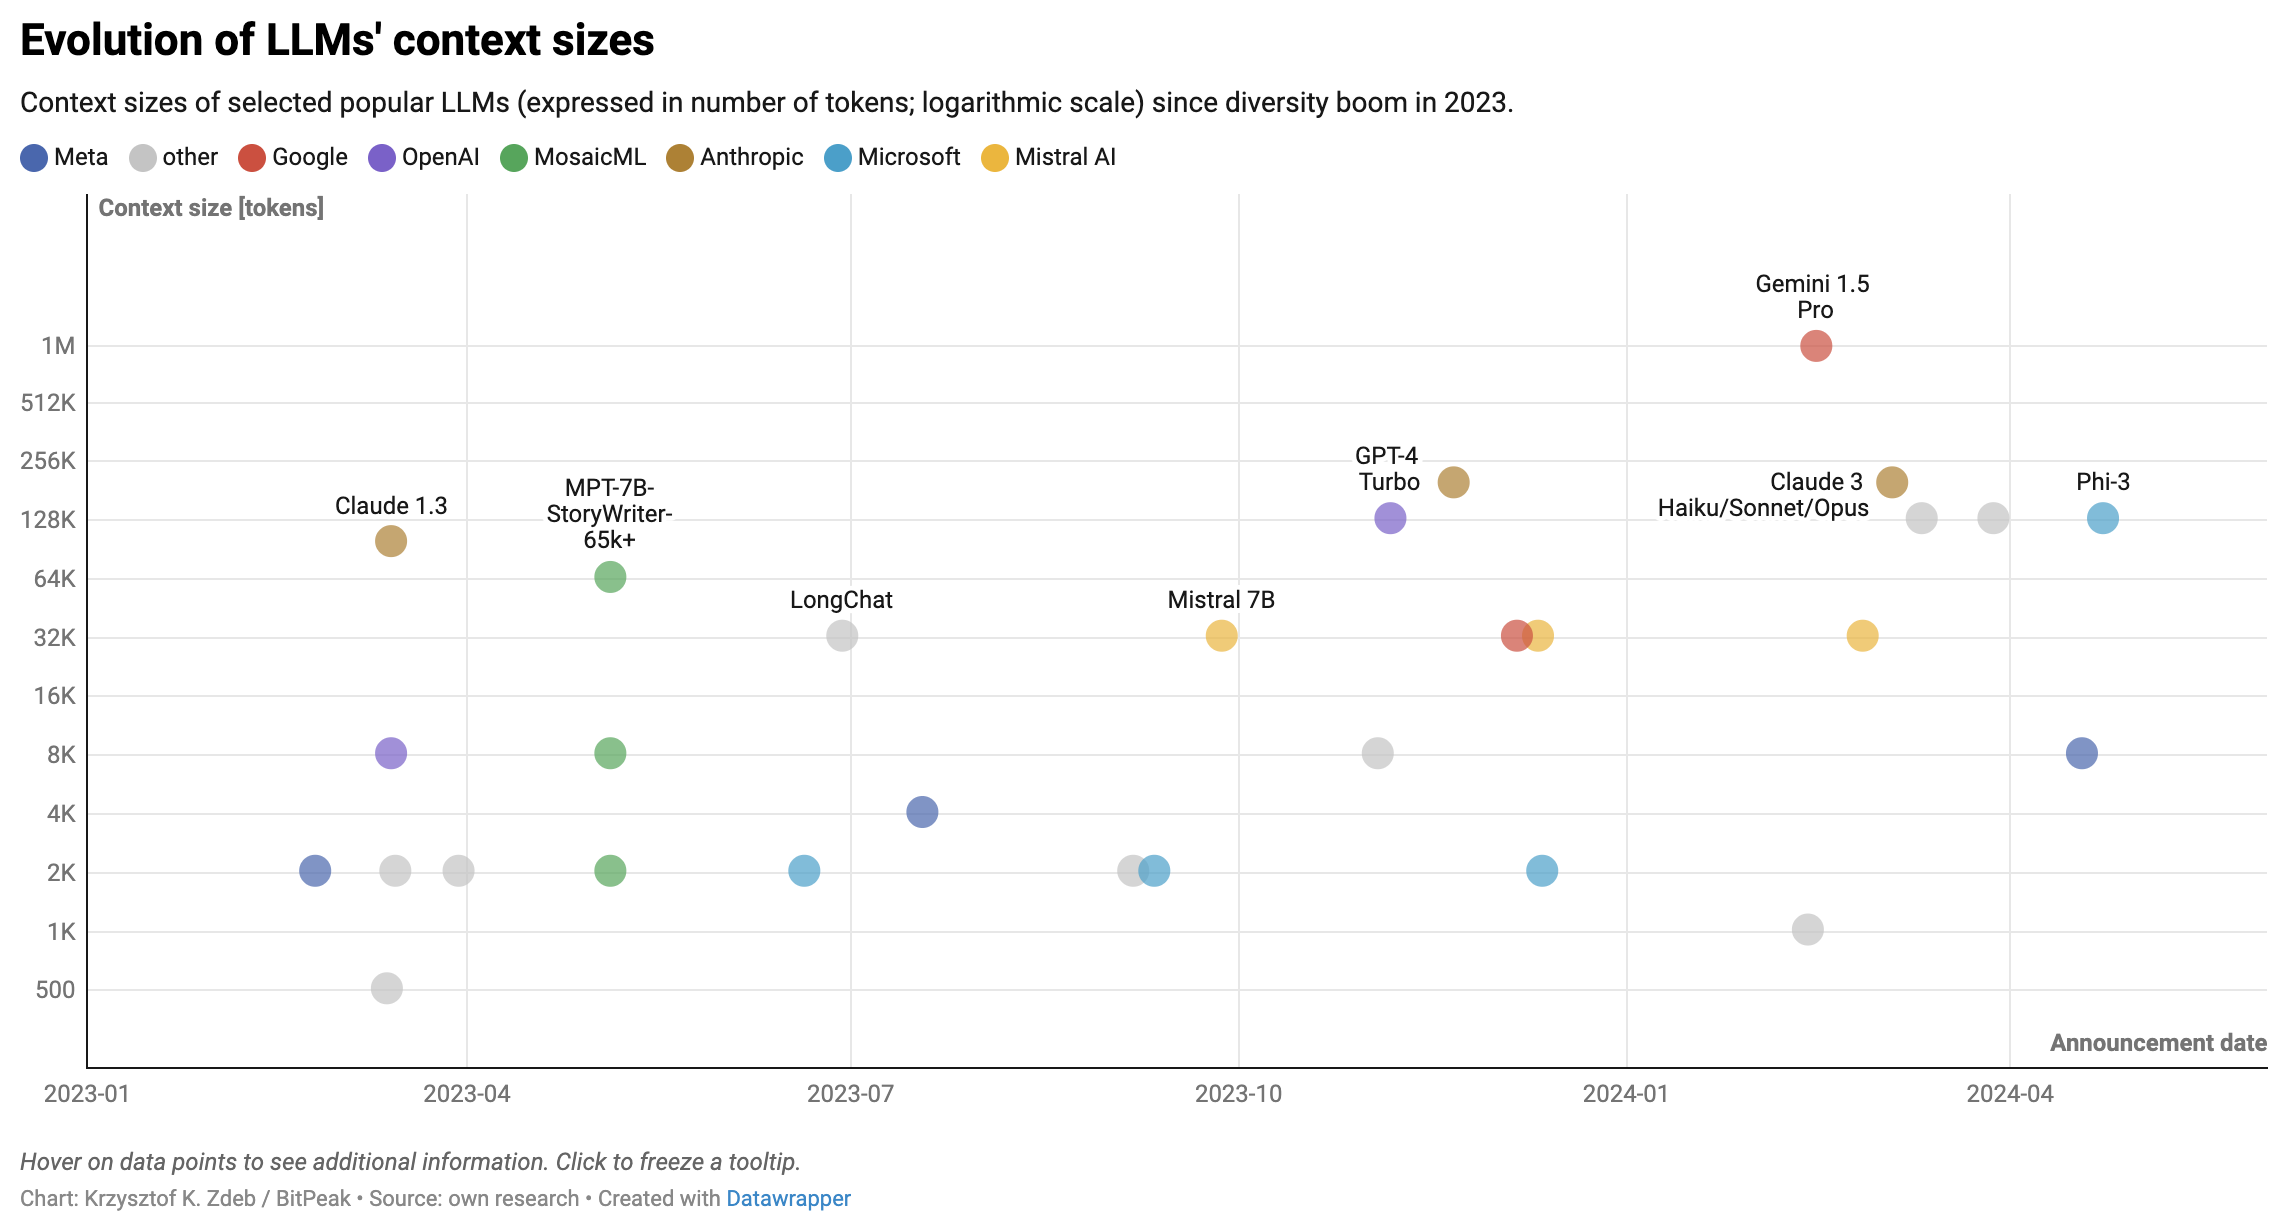 Evolution of LLMs' context sizes
Context sizes of selected popular LLMs (expressed in number of tokens; logarithmic scale) since diversity boom in 2023.
Meta other Google OpenAI MosaicML Anthropic Microsoft Mistral AI
Context size [tokens]
1M
512K
256K
128K
64K
32K
16K
8K
4K
2K
1K
500
Claude 1.3
MPT-7B-
StoryWriter-
65k+
LongChat
Mistral 7B
GPT-4
Turbo
Gemini 1.5
Pro
Claude 3
Haiku/Sonnet/Opus
Phi-3
Announcement date
2023-01 2023-04 2023-07 2023-10 2024-01 2024-04
Hover on data points to see additional information. Click to freeze a tooltip.
Chart: Krzysztof K. Zdeb / BitPeak • Source: own research • Created with Datawrapper